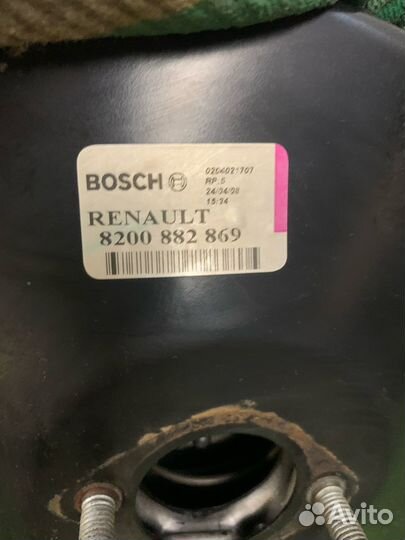 BOSCH
0204021707
RP:5
24/04/08
15:24
RENAULT
8200 882 869
Avito